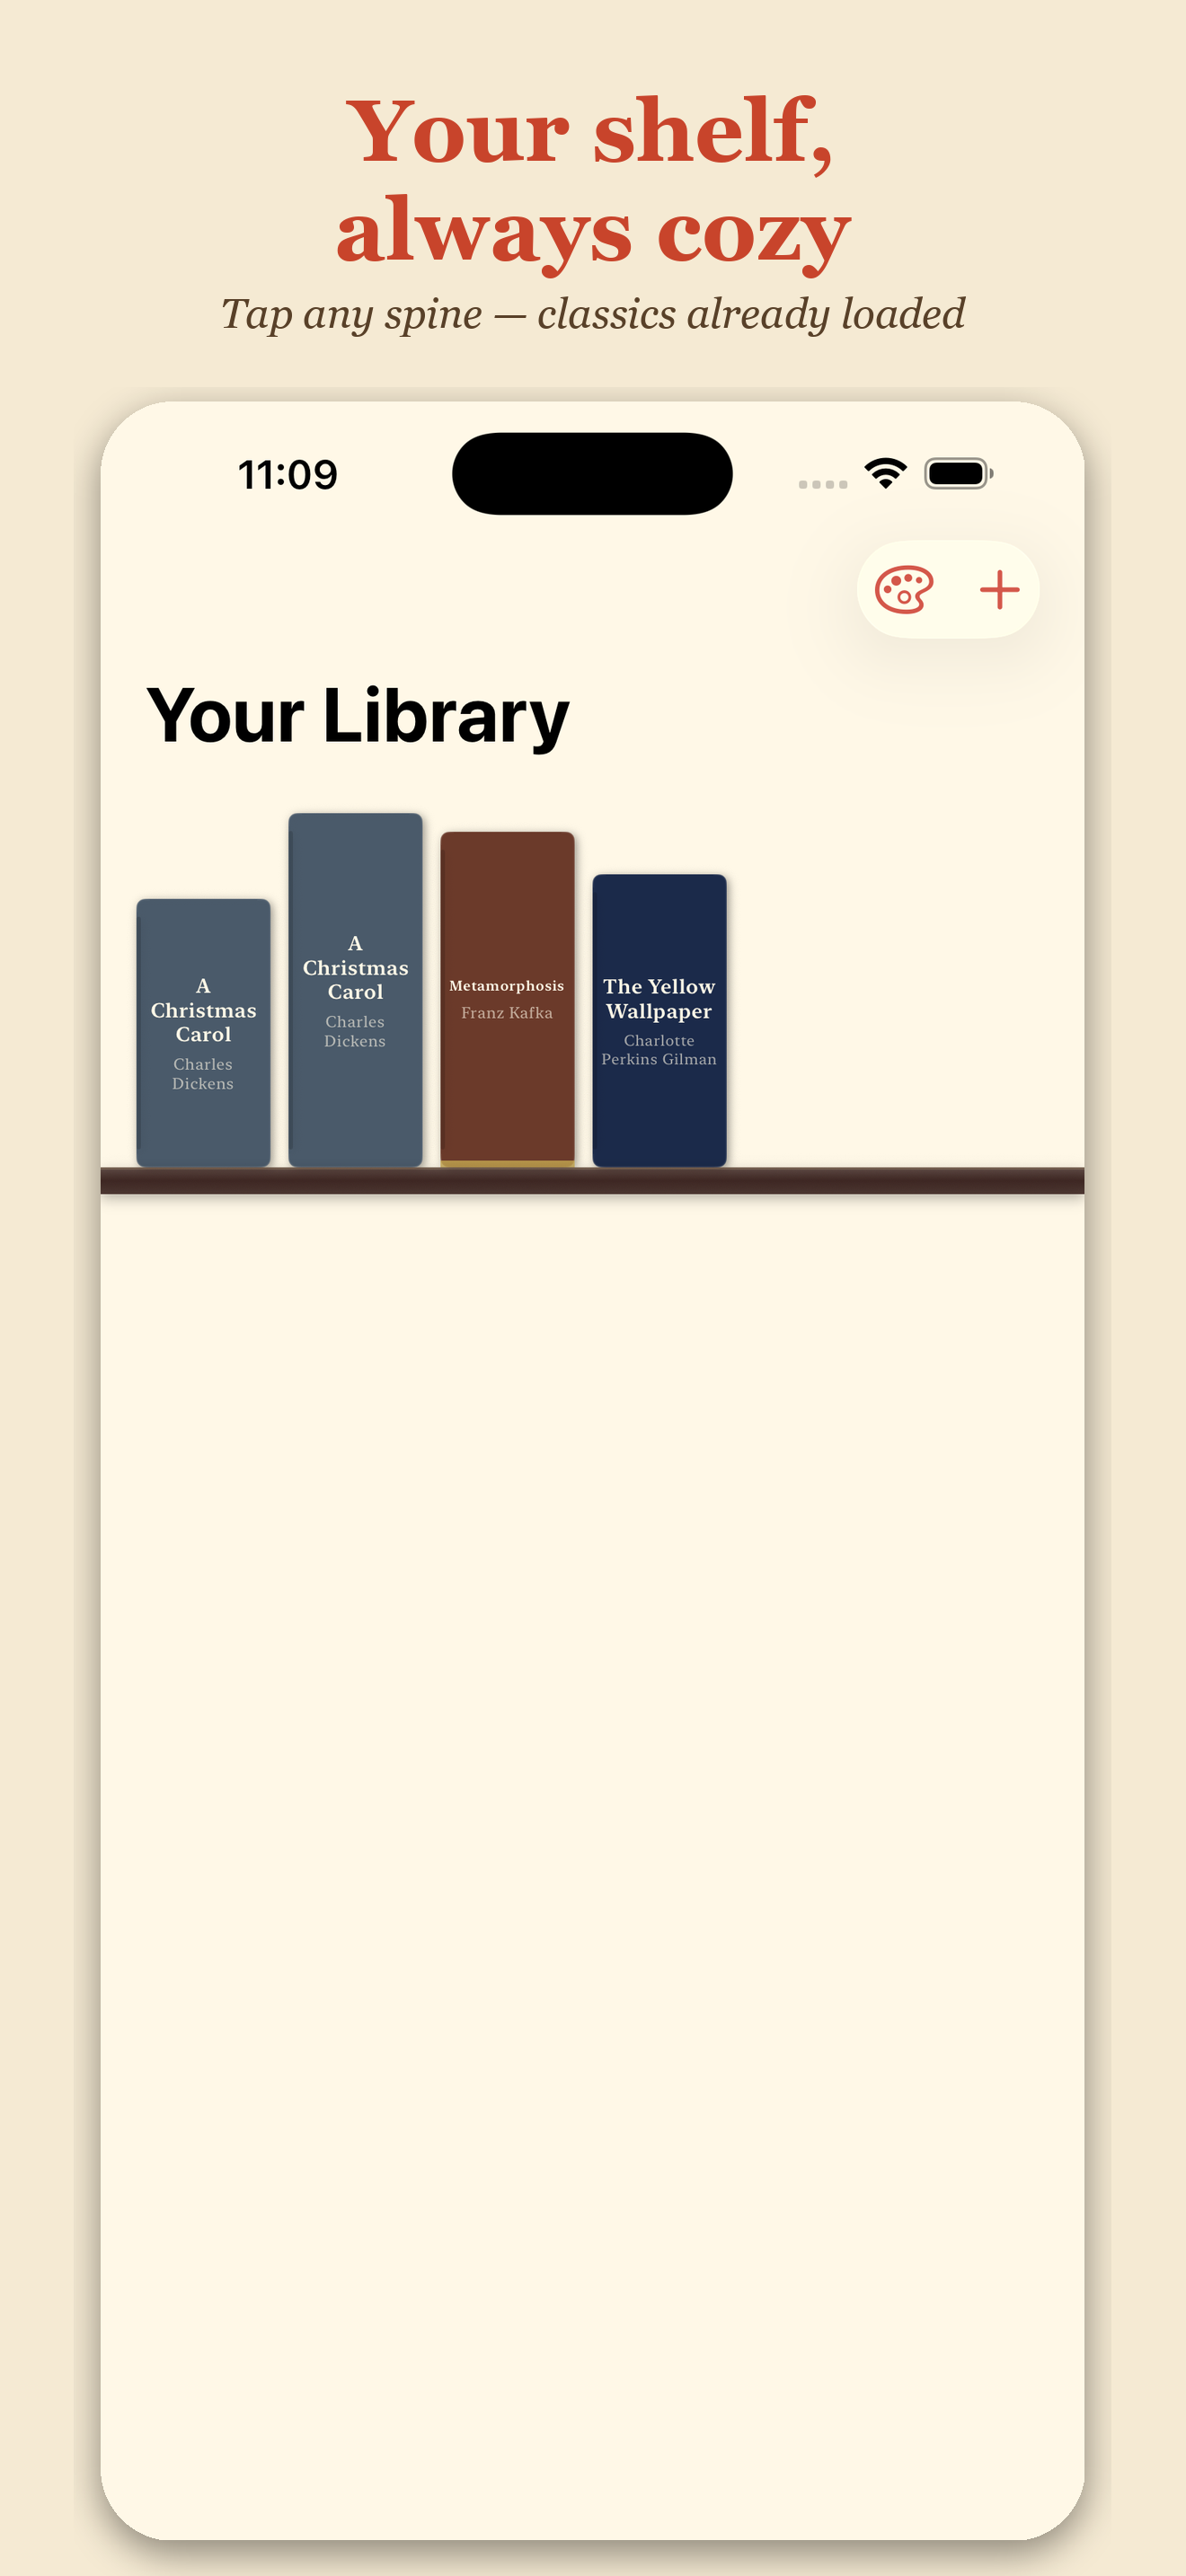 Your shelf,
always cozy
Tap any spine — classics already loaded
11:09
Your Library
A
Christmas
Carol
Charles
Dickens
A
Christmas
Carol
Charles
Dickens
Metamorphosis
Franz Kafka
The Yellow
Wallpaper
Charlotte
Perkins Gilman